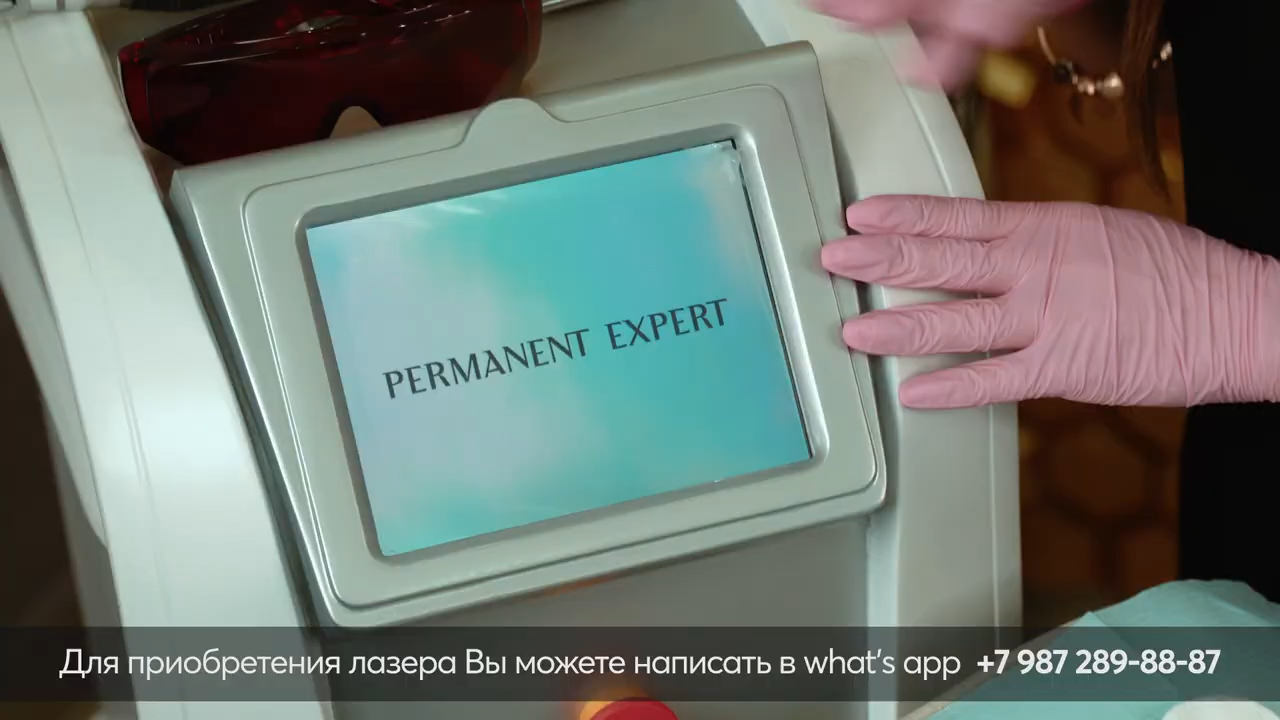 PERMANENT EXPERT
Для приобретения лазера Вы можете написать в what's app +7 987 289-88-87